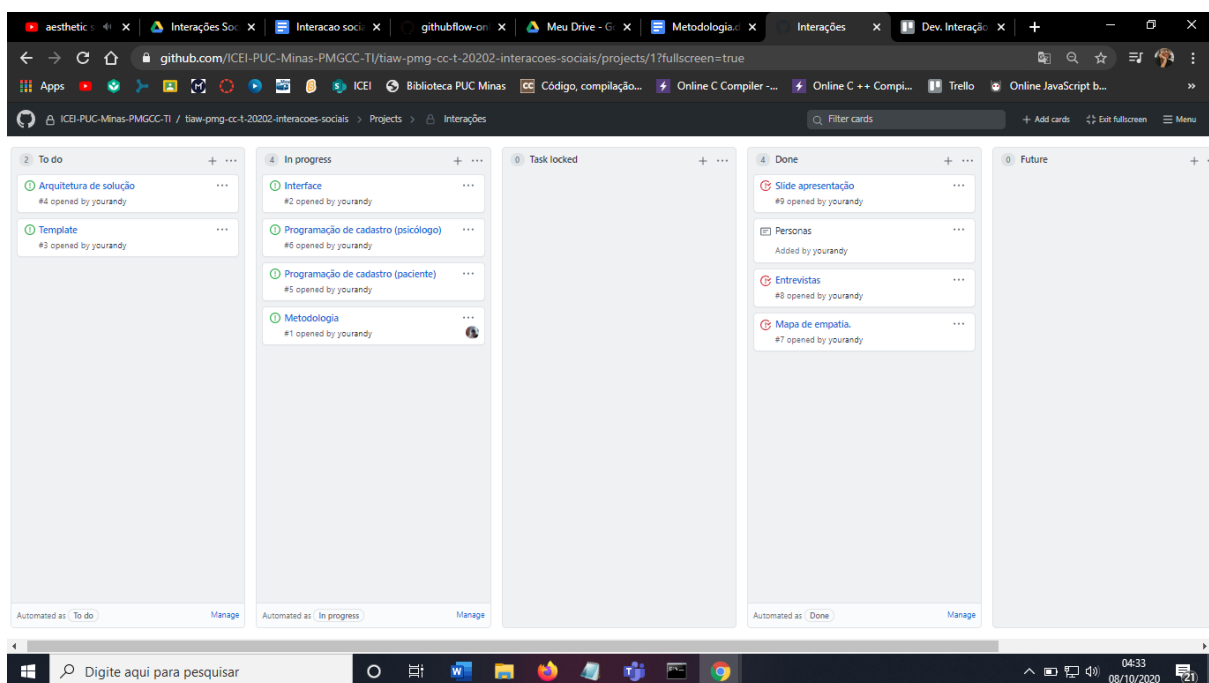 aesthetic s
Interações Soc
Interacao socia
githubflow-onl
Meu Drive - G
Metodologia.d
Interações
Dev. Interação
github.com/ICEI-PUC-Minas-PMGCC-TI/tiaw-pmg-cc-t-20202-interacoes-sociais/projects/1?fullscreen=true
Apps
ICEI
Biblioteca PUC Minas
CC Código, compilação...
Online C Compiler -...
Online C ++ Compi...
Trello
Online JavaScript b...
»
ICEI-PUC-Minas-PMGCC-TI / tiaw-pmg-cc-t-20202-interacoes-sociais > Projects > Interações
Filter cards
+ Add cards
Exit fullscreen
Menu
2 To do
Arquitetura de solução
#4 opened by yourandy
Template
#3 opened by yourandy
Automated as To do
Manage
4 In progress
Interface
#2 opened by yourandy
Programação de cadastro (psicólogo)
#6 opened by yourandy
Programação de cadastro (paciente)
#5 opened by yourandy
Metodologia
#1 opened by yourandy
Automated as In progress
Manage
0 Task locked
4 Done
Slide apresentação
#9 opened by yourandy
Personas
Added by yourandy
Entrevistas
#8 opened by yourandy
Mapa de empatia.
#7 opened by yourandy
Automated as Done
Manage
0 Future
Digite aqui para pesquisar
04:33
08/10/2020
21